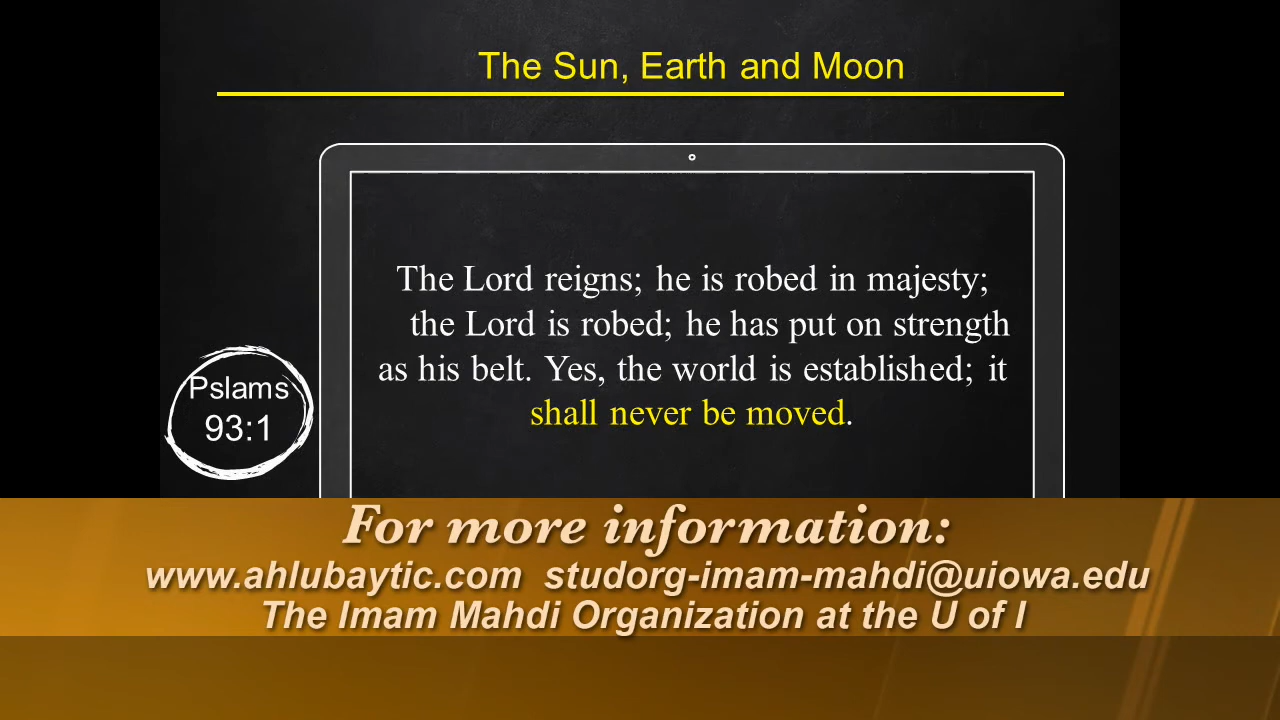 The Sun, Earth and Moon
The Lord reigns; he is robed in majesty;
the Lord is robed; he has put on strength
as his belt. Yes, the world is established; it
shall never be moved.
Pslams
93:1
For more information:
www.ahlubaytic.com studorg-imam-mahdi@uiowa.edu
The Imam Mahdi Organization at the U of I